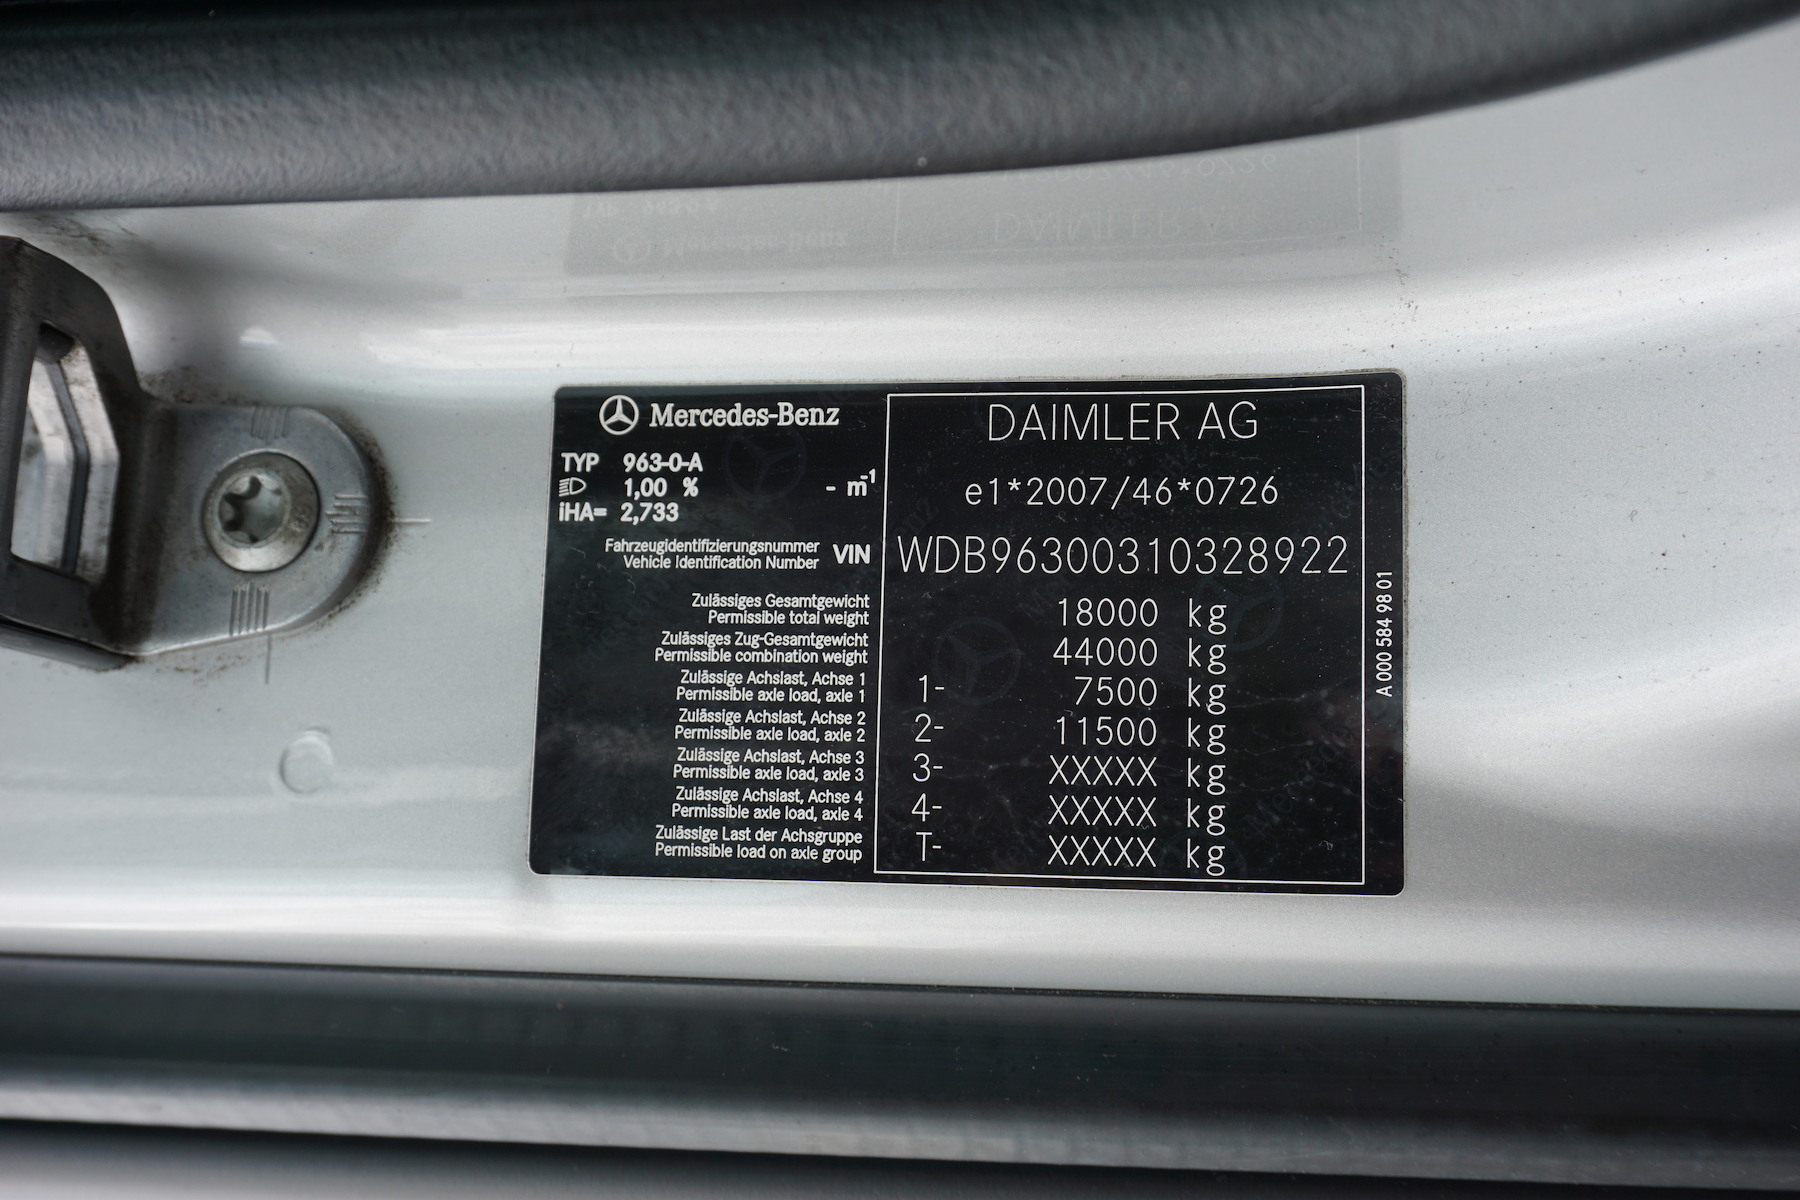 Mercedes-Benz
DAIMLER AG
TYP 963-0-A
1,00 % - m-1
iHA= 2,733
e1*2007/46*0726
Fahrzeugidentifizierungsnummer
Vehicle Identification Number
VIN WDB96300310328922
Zulässiges Gesamtgewicht
Permissible total weight
18000 kg
Zulässiges Zug-Gesamtgewicht
Permissible combination weight
44000 kg
Zulässige Achslast, Achse 1
Permissible axle load, axle 1
1- 7500 kg
Zulässige Achslast, Achse 2
Permissible axle load, axle 2
2- 11500 kg
Zulässige Achslast, Achse 3
Permissible axle load, axle 3
3- XXXXX kg
Zulässige Achslast, Achse 4
Permissible axle load, axle 4
4- XXXXX kg
Zulässige Last der Achsgruppe
Permissible load on axle group
T- XXXXX kg
A 000 584 98 01